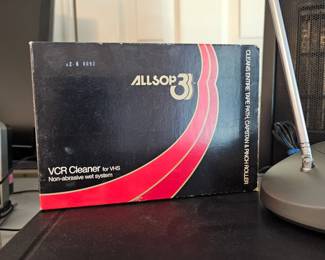 ALLSOP 3
VCR Cleaner for VHS
Non-abrasive wet system
CLEANS ENTIRE TAPE PATH, CAPSTAN & PINCH ROLLER